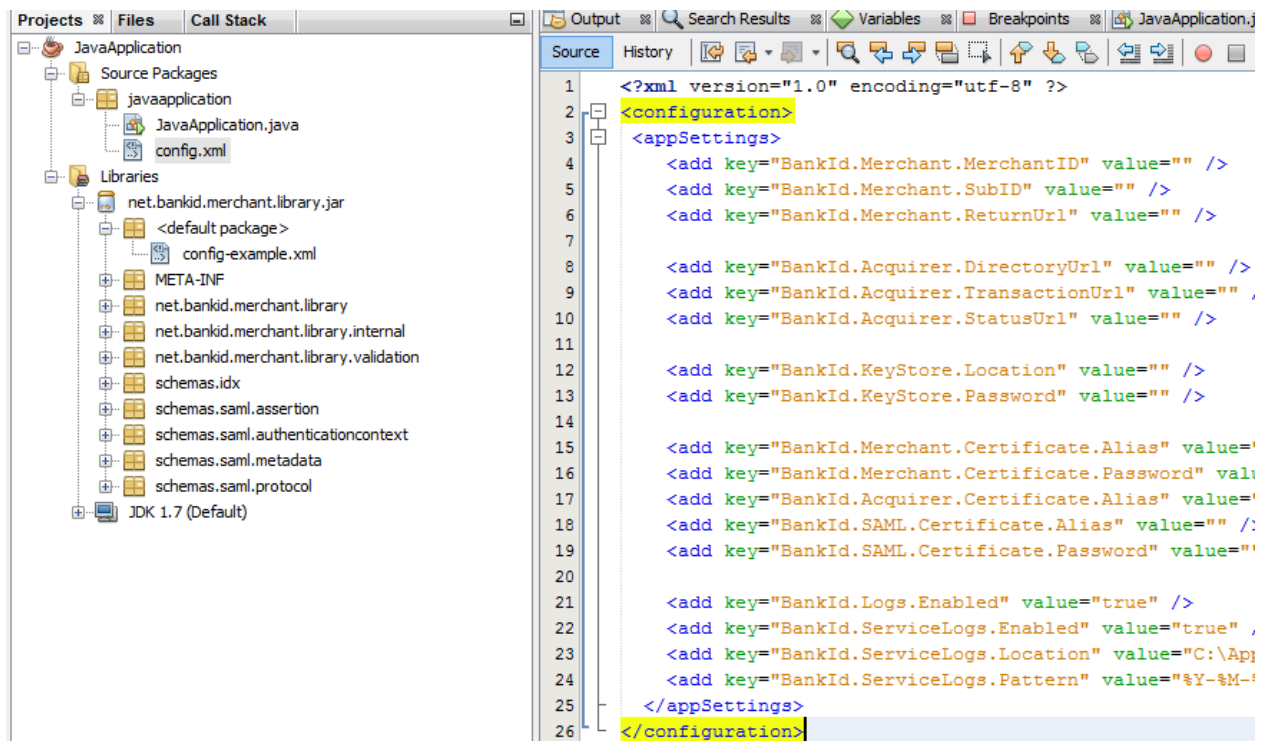 Projects Files Call Stack
JavaApplication
Source Packages
javaapplication
JavaApplication.java
config.xml
Libraries
net.bankid.merchant.library.jar
<default package>
config-example.xml
META-INF
net.bankid.merchant.library
net.bankid.merchant.library.internal
net.bankid.merchant.library.validation
schemas.idx
schemas.saml.assertion
schemas.saml.authenticationcontext
schemas.saml.metadata
schemas.saml.protocol
JDK 1.7 (Default)
Output Search Results Variables Breakpoints JavaApplication.j
Source History
1 <?xml version="1.0" encoding="utf-8" ?>
2 <configuration>
3 <appSettings>
4 <add key="BankId.Merchant.MerchantID" value="" />
5 <add key="BankId.Merchant.SubID" value="" />
6 <add key="BankId.Merchant.ReturnUrl" value="" />
7
8 <add key="BankId.Acquirer.DirectoryUrl" value="" />
9 <add key="BankId.Acquirer.TransactionUrl" value="" /
10 <add key="BankId.Acquirer.StatusUrl" value="" />
11
12 <add key="BankId.KeyStore.Location" value="" />
13 <add key="BankId.KeyStore.Password" value="" />
14
15 <add key="BankId.Merchant.Certificate.Alias" value="
16 <add key="BankId.Merchant.Certificate.Password" valu
17 <add key="BankId.Acquirer.Certificate.Alias" value="
18 <add key="BankId.SAML.Certificate.Alias" value="" />
19 <add key="BankId.SAML.Certificate.Password" value=""
20
21 <add key="BankId.Logs.Enabled" value="true" />
22 <add key="BankId.ServiceLogs.Enabled" value="true" /
23 <add key="BankId.ServiceLogs.Location" value="C:\App
24 <add key="BankId.ServiceLogs.Pattern" value="%Y-%M-%
25 </appSettings>
26 </configuration>